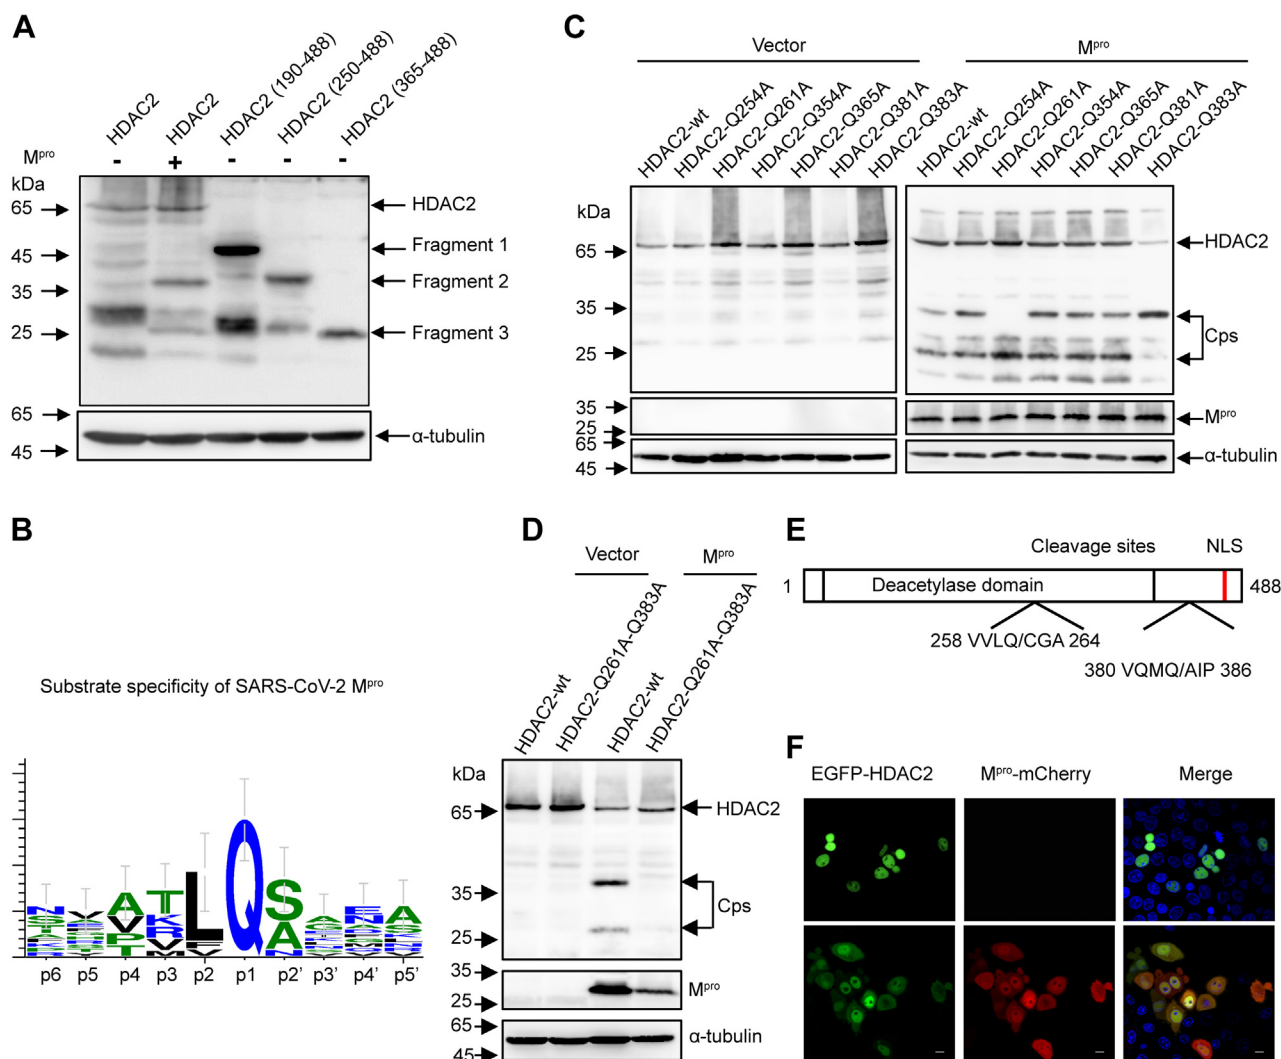 A
HDAC2
HDAC2
HDAC2 (190-488)
HDAC2 (250-488)
HDAC2 (365-488)
Mpro - + - - -
kDa
65
45
35
25
HDAC2
Fragment 1
Fragment 2
Fragment 3
65
45
α-tubulin
B
Substrate specificity of SARS-CoV-2 Mpro
p6 p5 p4 p3 p2 p1 p2' p3' p4' p5'
C
Vector
Mpro
HDAC2-wt
HDAC2-Q254A
HDAC2-Q261A
HDAC2-Q354A
HDAC2-Q365A
HDAC2-Q381A
HDAC2-Q383A
HDAC2-wt
HDAC2-Q254A
HDAC2-Q261A
HDAC2-Q354A
HDAC2-Q365A
HDAC2-Q381A
HDAC2-Q383A
kDa
65
35
25
HDAC2
Cps
35
25
Mpro
65
45
α-tubulin
D
Vector
Mpro
HDAC2-wt
HDAC2-Q261A-Q383A
HDAC2-wt
HDAC2-Q261A-Q383A
kDa
65
35
25
HDAC2
Cps
35
25
Mpro
65
45
α-tubulin
E
Cleavage sites NLS
1 Deacetylase domain 488
258 VVLQ/CGA 264
380 VQMQ/AIP 386
F
EGFP-HDAC2 Mpro-mCherry Merge